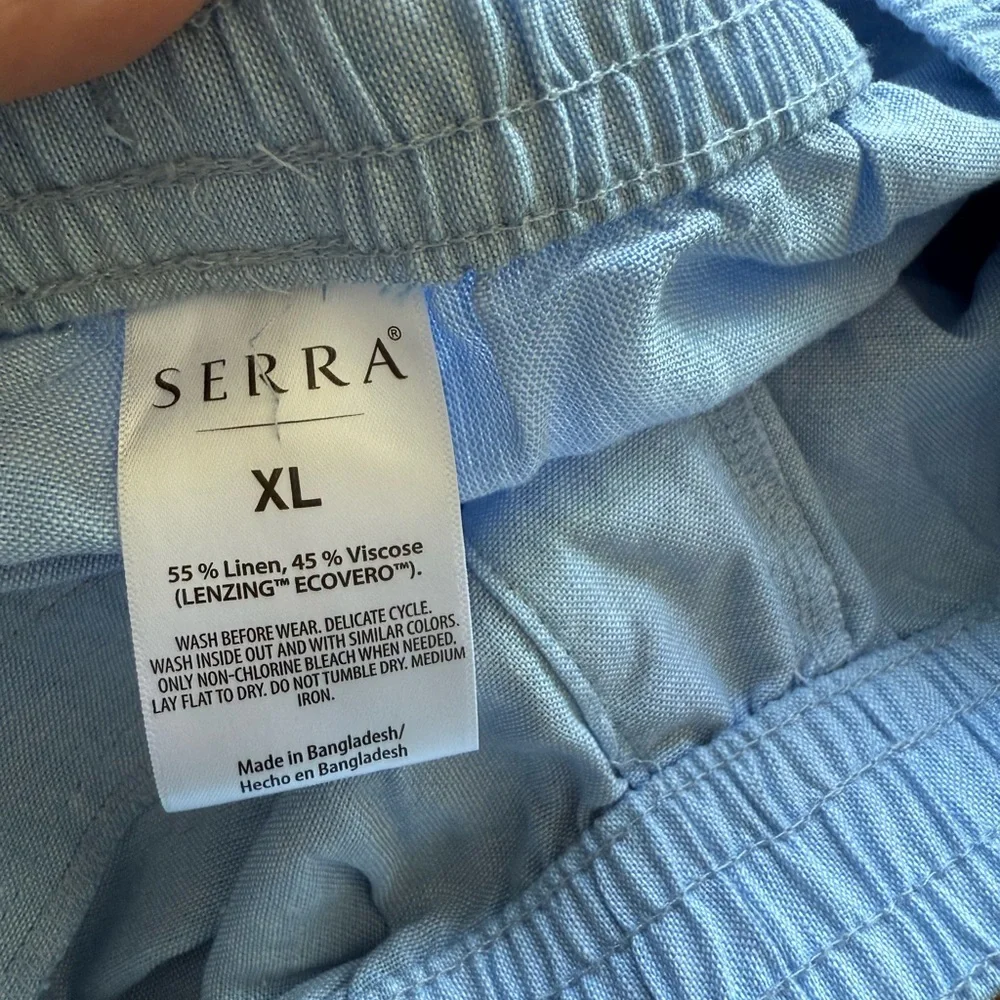 SERRA®
XL
55 % Linen, 45 % Viscose
(LENZING™ ECOVERO™).
WASH BEFORE WEAR. DELICATE CYCLE.
WASH INSIDE OUT AND WITH SIMILAR COLORS.
ONLY NON-CHLORINE BLEACH WHEN NEEDED.
LAY FLAT TO DRY. DO NOT TUMBLE DRY. MEDIUM
IRON.
Made in Bangladesh/
Hecho en Bangladesh